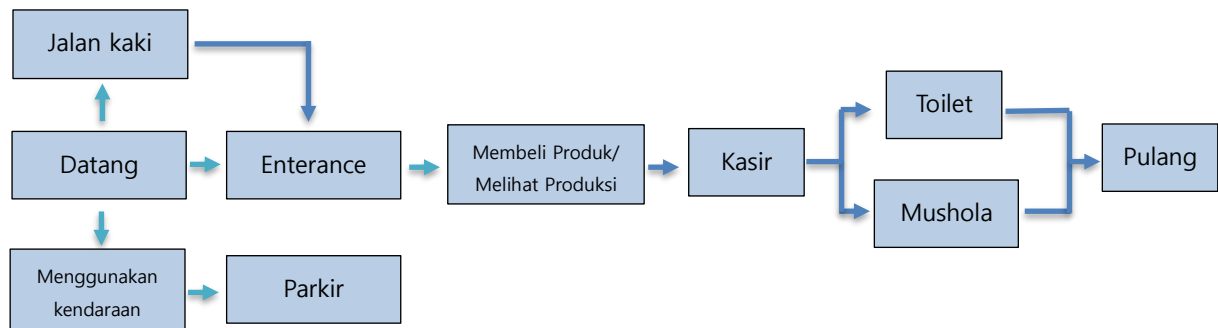 Jalan kaki
Datang
Enterance
Membeli Produk/
Melihat Produksi
Kasir
Toilet
Mushola
Pulang
Menggunakan
kendaraan
Parkir